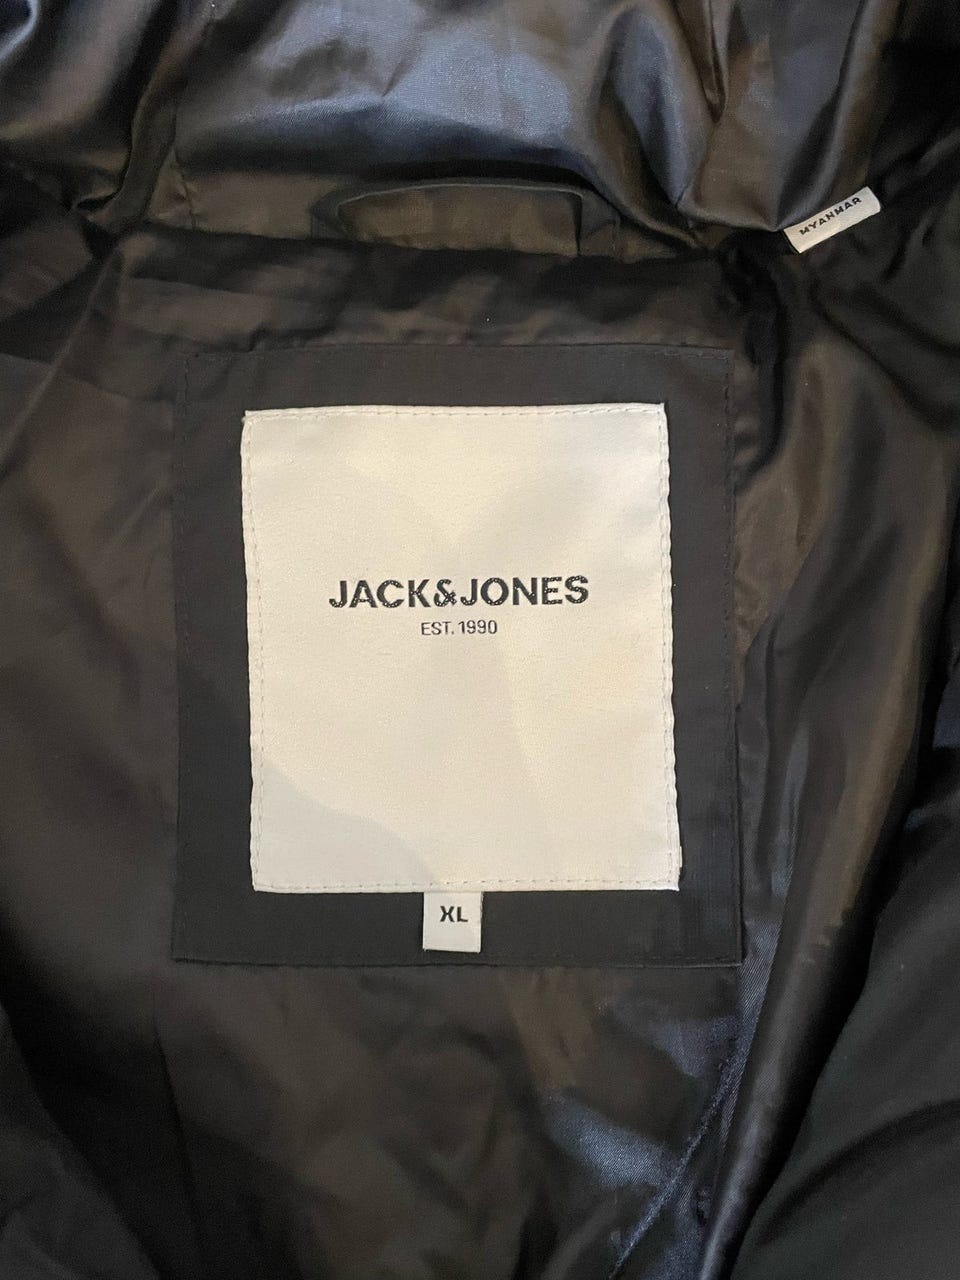 MYANMAR
JACK&JONES
EST. 1990
XL